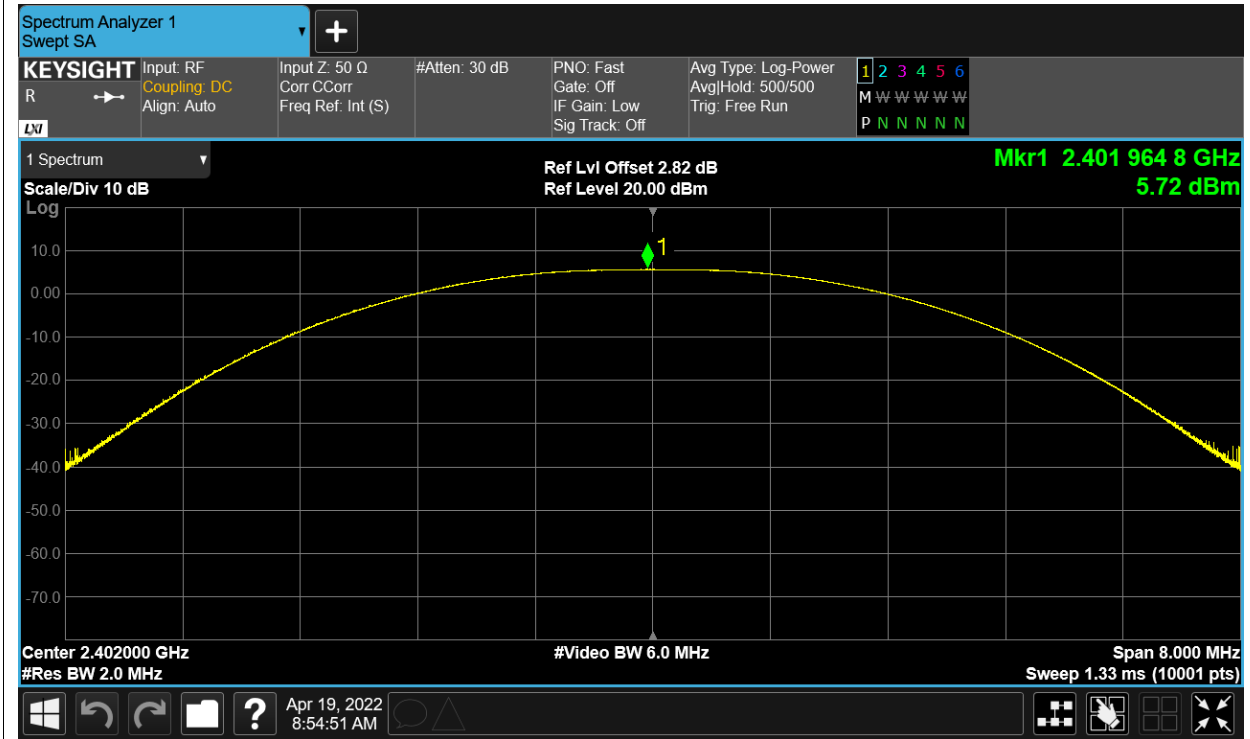 Spectrum Analyzer 1
Swept SA
+
KEYSIGHT
R
LXI
Input: RF
Coupling: DC
Align: Auto
Input Z: 50 Ω
Corr CCorr
Freq Ref: Int (S)
#Atten: 30 dB
PNO: Fast
Gate: Off
IF Gain: Low
Sig Track: Off
Avg Type: Log-Power
Avg|Hold: 500/500
Trig: Free Run
1 2 3 4 5 6
M W W W W W
P N N N N N
1 Spectrum
Scale/Div 10 dB
Ref Lvl Offset 2.82 dB
Ref Level 20.00 dBm
Mkr1 2.401 964 8 GHz
5.72 dBm
Log
10.0
0.00
-10.0
-20.0
-30.0
-40.0
-50.0
-60.0
-70.0
1
Center 2.402000 GHz
#Res BW 2.0 MHz
#Video BW 6.0 MHz
Span 8.000 MHz
Sweep 1.33 ms (10001 pts)
?
Apr 19, 2022
8:54:51 AM